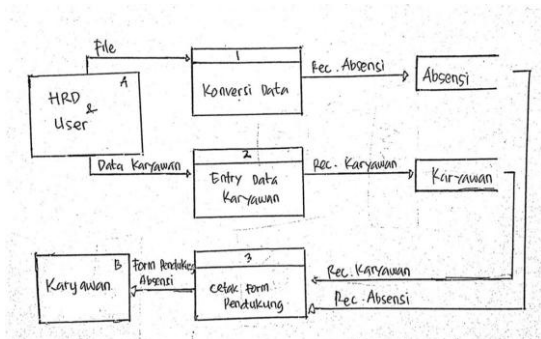 File
1
Konversi Data
Rec. Absensi
Absensi
A
HRD
&
User
Data Karyawan
2
Entry Data
Karyawan
Rec. Karyawan
Karyawan
B
Karyawan
Form Pendukung
Absensi
3
Cetak Form
Pendukung
Rec. Karyawan
Rec. Absensi